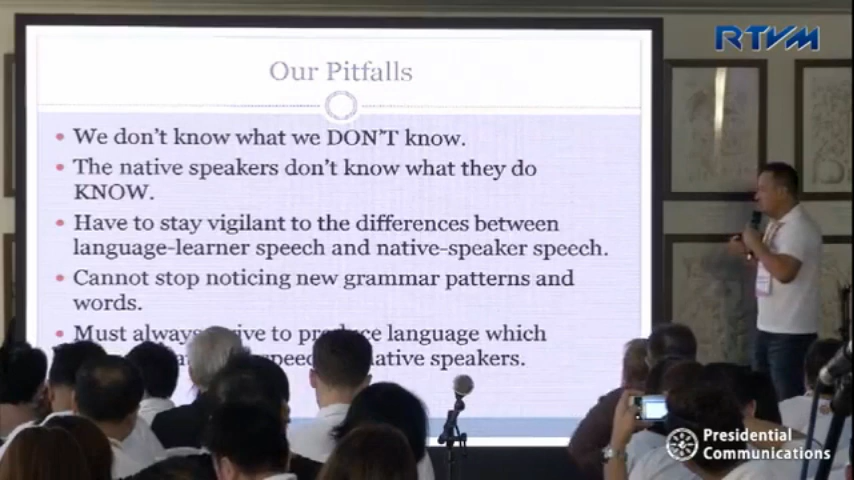 RTVM
Our Pitfalls
• We don't know what we DON'T know.
• The native speakers don't know what they do
KNOW.
• Have to stay vigilant to the differences between
language-learner speech and native-speaker speech.
• Cannot stop noticing new grammar patterns and
words.
• Must always language which
native speakers.
Presidential
Communications